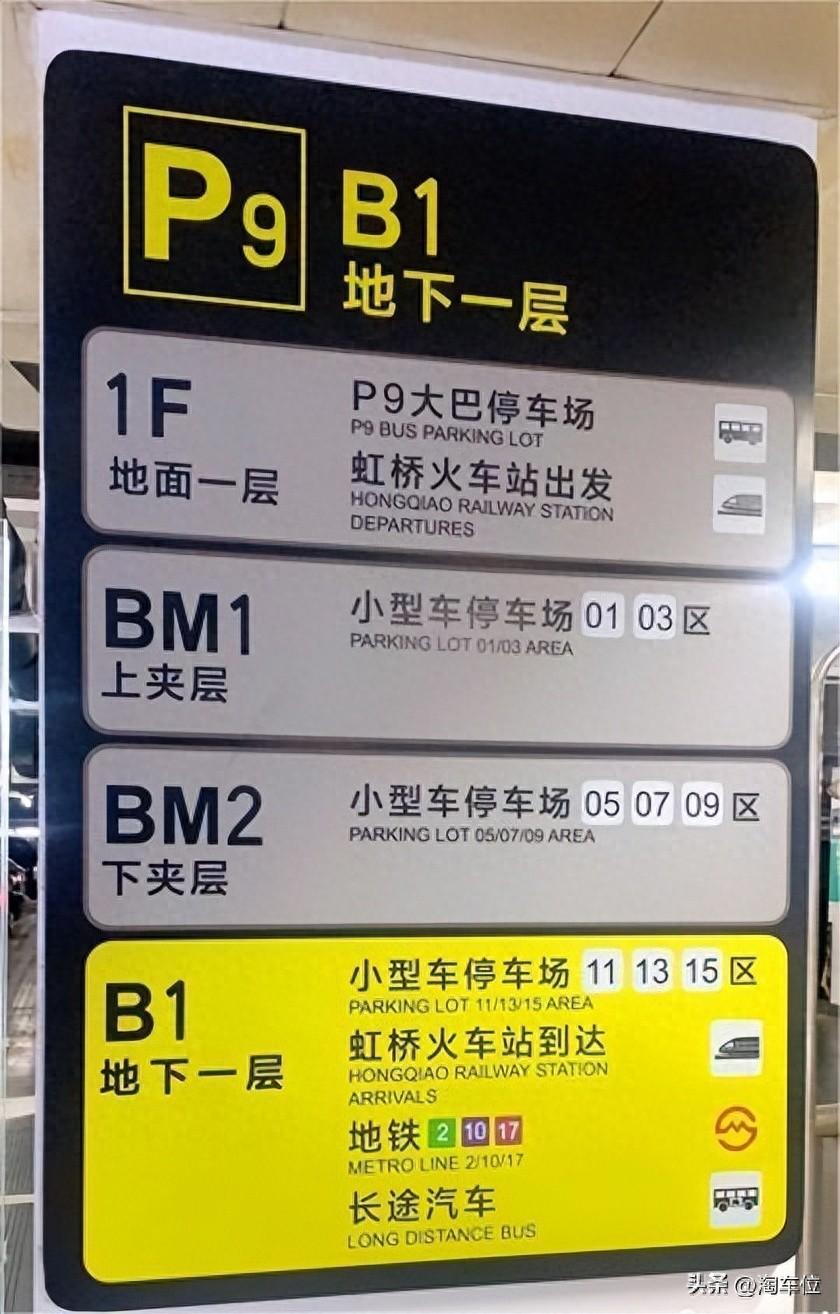 P9
B1
地下一层
1F
地面一层
P9大巴停车场
P9 BUS PARKING LOT
虹桥火车站出发
HONGQIAO RAILWAY STATION
DEPARTURES
BM1
上夹层
小型车停车场 01 03 区
PARKING LOT 01/03 AREA
BM2
下夹层
小型车停车场 05 07 09 区
PARKING LOT 05/07/09 AREA
B1
地下一层
小型车停车场 11 13 15 区
PARKING LOT 11/13/15 AREA
虹桥火车站到达
HONGQIAO RAILWAY STATION
ARRIVALS
地铁 2 10 17
METRO LINE 2/10/17
长途汽车
LONG DISTANCE BUS
头条 @淘车位